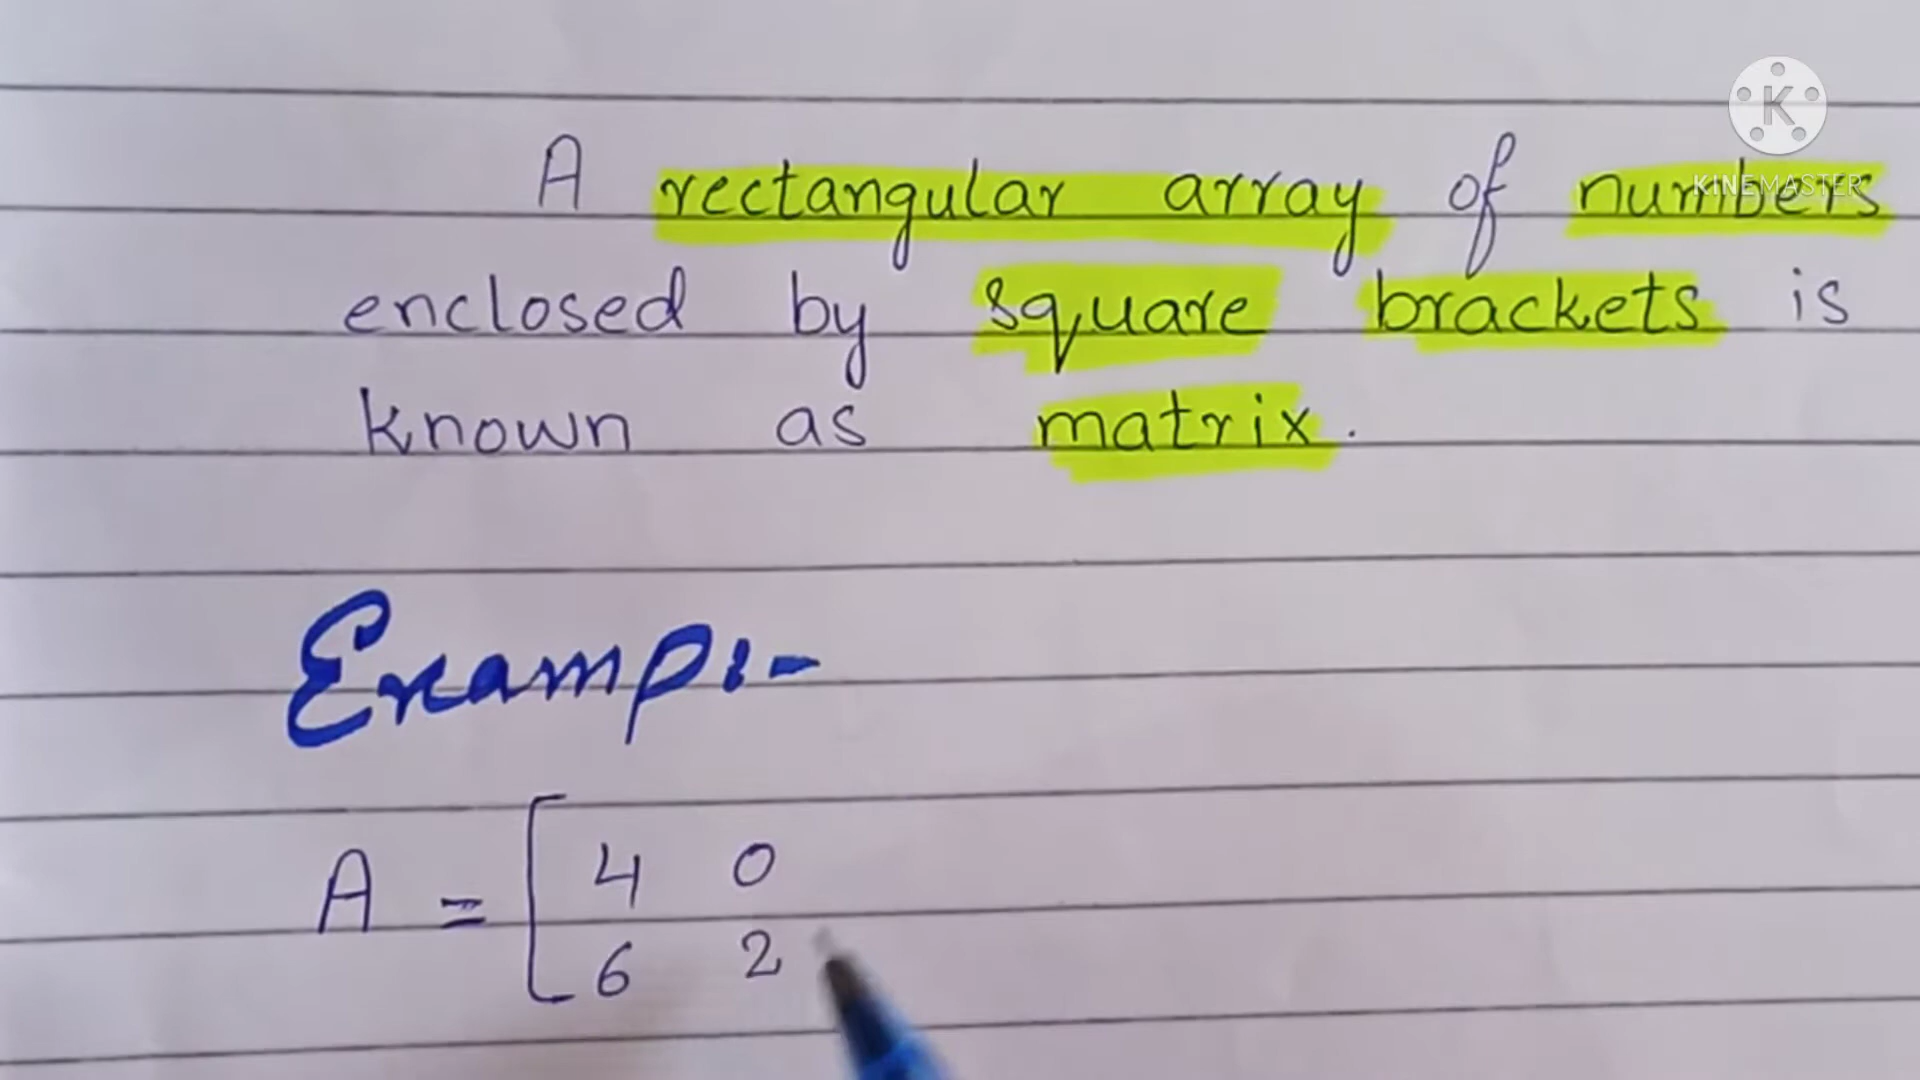 K
KINEMASTER
A rectangular array of numbers
enclosed by square brackets is
known as matrix.
Examp:-
A = [ 4 0
6 2